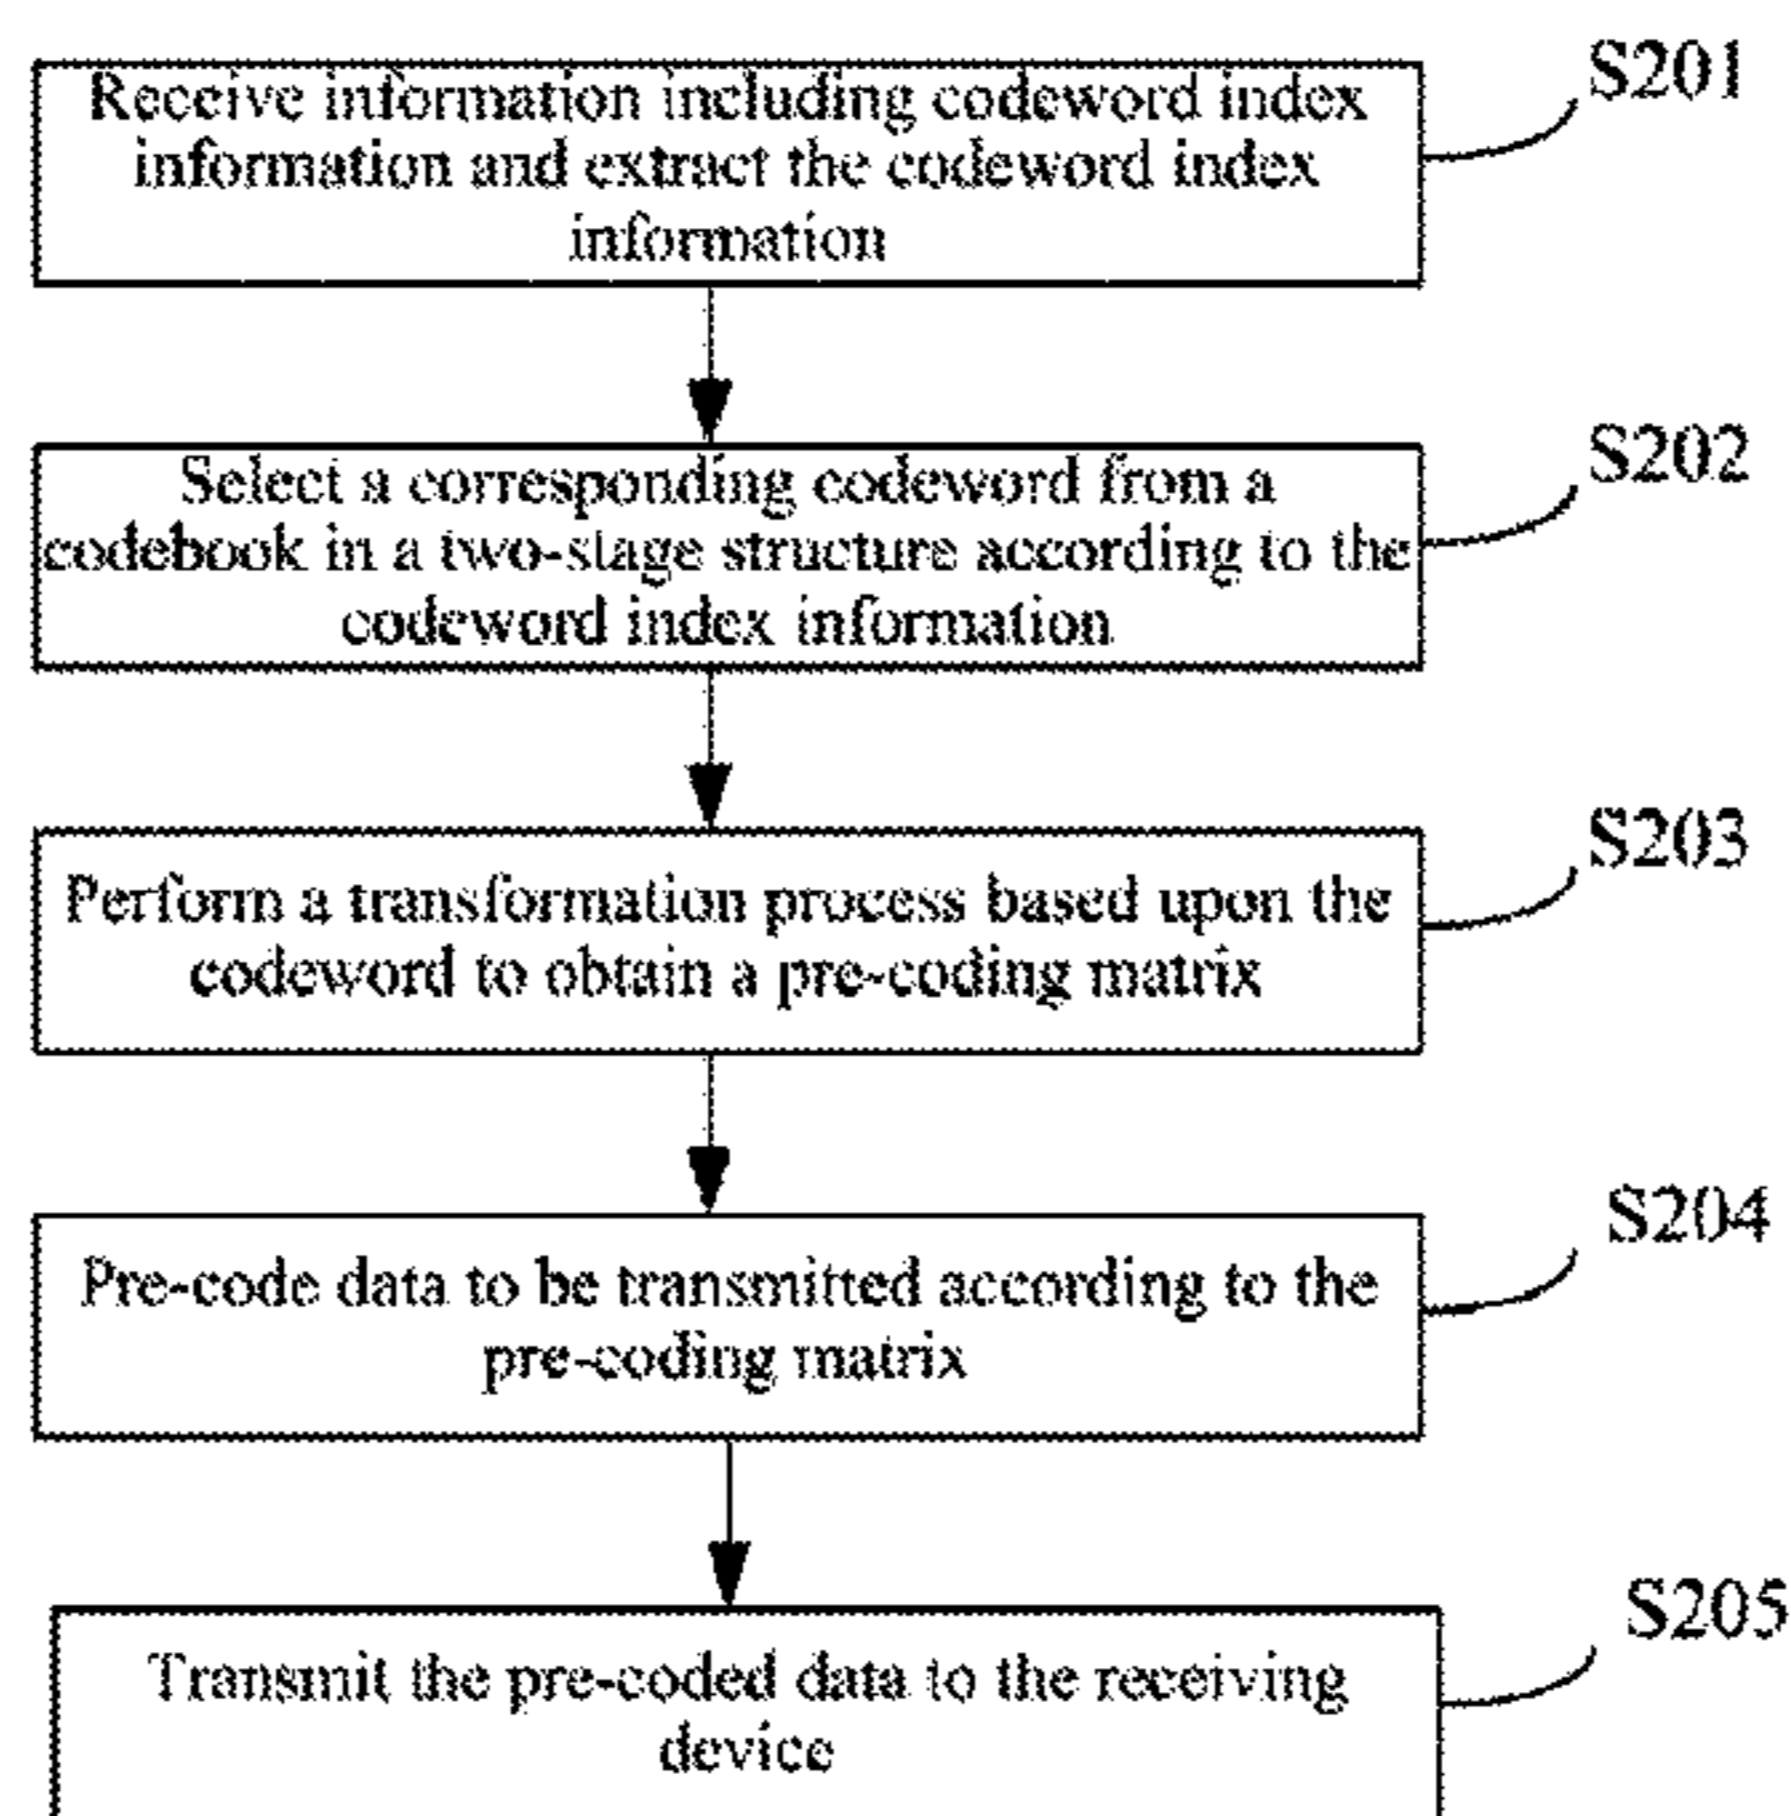 S201
Receive information including codeword index
information and extract the codeword index
information
S202
Select a corresponding codeword from a
codebook in a two-stage structure according to the
codeword index information
S203
Perform a transformation process based upon the
codeword to obtain a pre-coding matrix
S204
Pre-code data to be transmitted according to the
pre-coding matrix
S205
Transmit the pre-coded data to the receiving
device